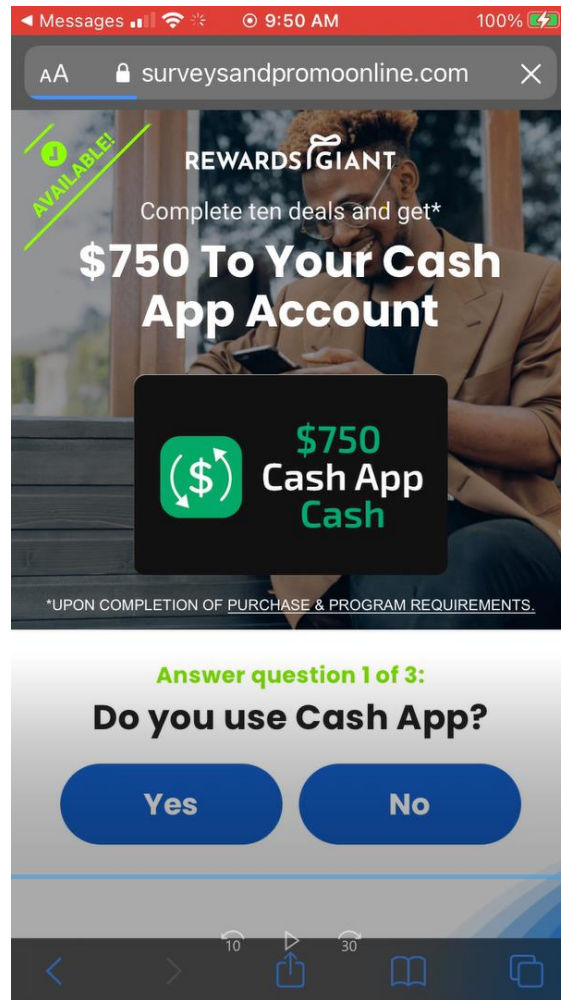 Messages 9:50 AM 100%
AA surveysandpromoonline.com
AVAILABLE!
REWARDS GIANT
Complete ten deals and get*
$750 To Your Cash
App Account
$750
($) Cash App
Cash
*UPON COMPLETION OF PURCHASE & PROGRAM REQUIREMENTS.
Answer question 1 of 3:
Do you use Cash App?
Yes No
10 30